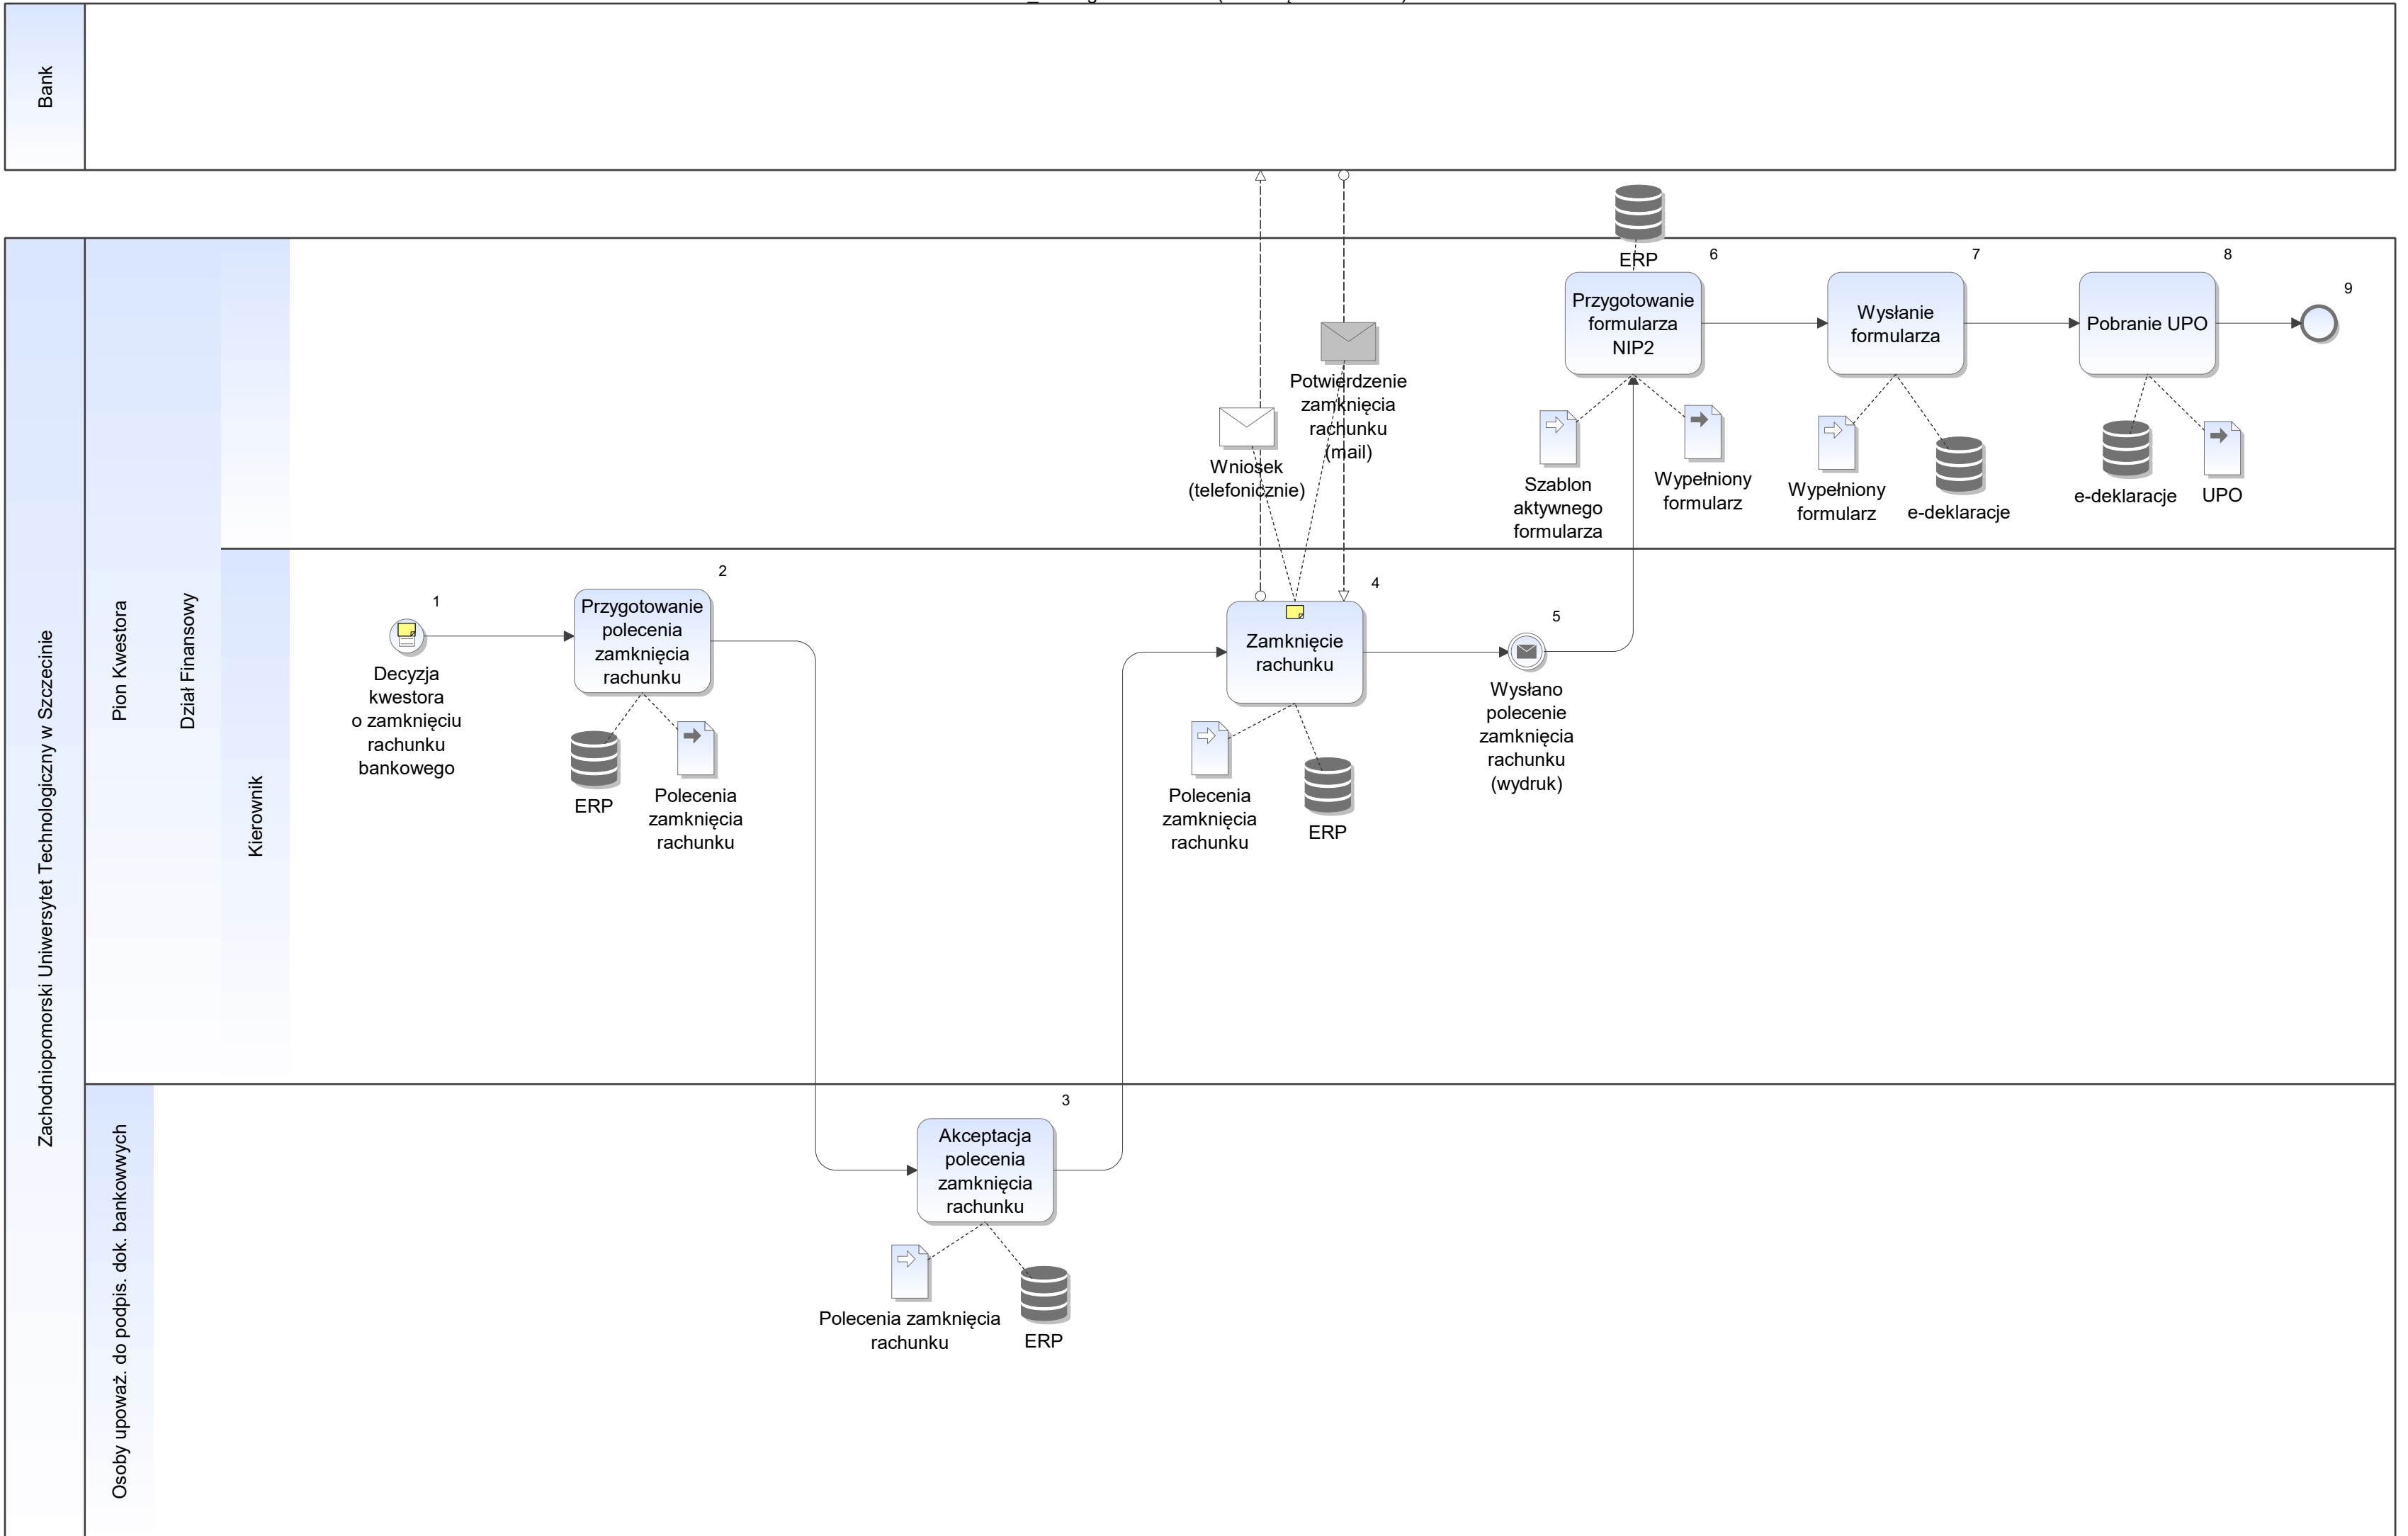 Bank
Zachodniopomorski Uniwersytet Technologiczny w Szczecinie
Pion Kwestora
Dział Finansowy
Kierownik
Osoby upoważ. do podpis. dok. bankowwych
ERP
6
Przygotowanie
formularza
NIP2
7
Wysłanie
formularza
8
Pobranie UPO
9
Potwierdzenie
zamknięcia
rachunku
(mail)
Wniosek
(telefonicznie)
Szablon
aktywnego
formularza
Wypełniony
formularz
Wypełniony
formularz
e-deklaracje
e-deklaracje
UPO
1
Decyzja
kwestora
o zamknięciu
rachunku
bankowego
2
Przygotowanie
polecenia
zamknięcia
rachunku
ERP
Polecenia
zamknięcia
rachunku
4
Zamknięcie
rachunku
Polecenia
zamknięcia
rachunku
ERP
5
Wysłano
polecenie
zamknięcia
rachunku
(wydruk)
3
Akceptacja
polecenia
zamknięcia
rachunku
Polecenia zamknięcia
rachunku
ERP